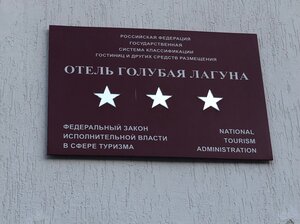 РОССИЙСКАЯ ФЕДЕРАЦИЯ
ГОСУДАРСТВЕННАЯ
СИСТЕМА КЛАССИФИКАЦИИ
ГОСТИНИЦ И ДРУГИХ СРЕДСТВ РАЗМЕЩЕНИЯ
ОТЕЛЬ ГОЛУБАЯ ЛАГУНА
ФЕДЕРАЛЬНЫЙ ЗАКОН
ИСПОЛНИТЕЛЬНОЙ ВЛАСТИ
В СФЕРЕ ТУРИЗМА
NATIONAL
TOURISM
ADMINISTRATION